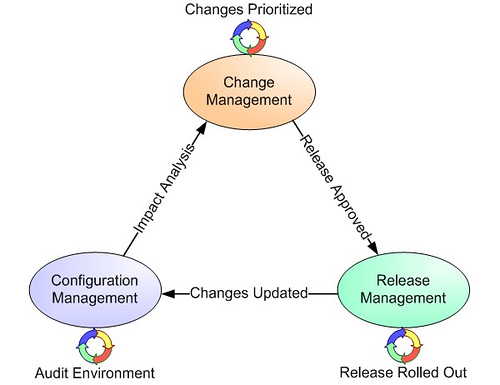 Changes Prioritized
Change
Management
Impact Analysis
Release Approved
Configuration
Management
Changes Updated
Release
Management
Audit Environment
Release Rolled Out